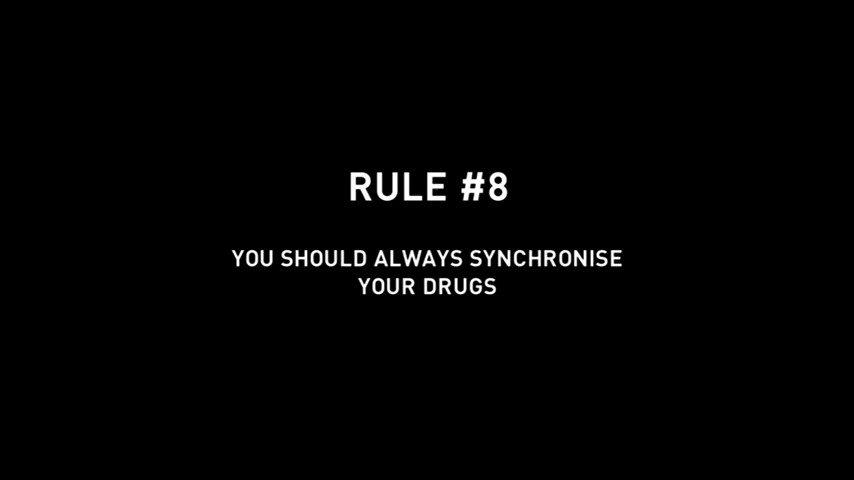 RULE #8
YOU SHOULD ALWAYS SYNCHRONISE
YOUR DRUGS